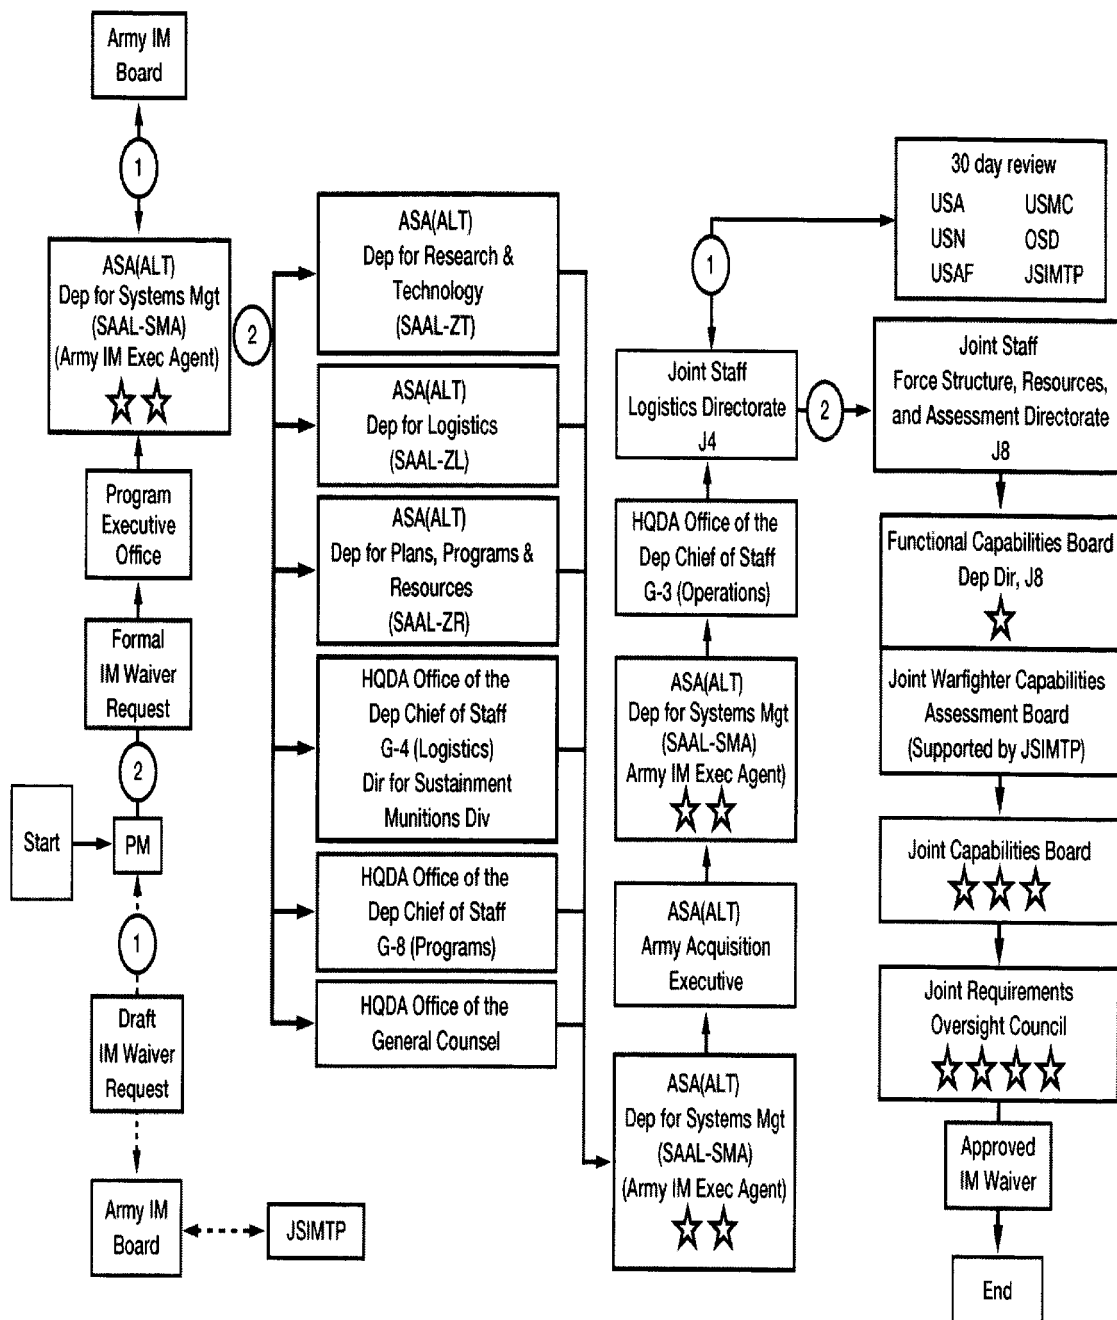 Army IM
Board
1
ASA(ALT)
Dep for Systems Mgt
(SAAL-SMA)
(Army IM Exec Agent)
2
Program
Executive
Office
Formal
IM Waiver
Request
2
Start
PM
1
Draft
IM Waiver
Request
Army IM
Board
JSIMTP
ASA(ALT)
Dep for Research &
Technology
(SAAL-ZT)
ASA(ALT)
Dep for Logistics
(SAAL-ZL)
ASA(ALT)
Dep for Plans, Programs &
Resources
(SAAL-ZR)
HQDA Office of the
Dep Chief of Staff
G-4 (Logistics)
Dir for Sustainment
Munitions Div
HQDA Office of the
Dep Chief of Staff
G-8 (Programs)
HQDA Office of the
General Counsel
1
Joint Staff
Logistics Directorate
J4
2
HQDA Office of the
Dep Chief of Staff
G-3 (Operations)
ASA(ALT)
Dep for Systems Mgt
(SAAL-SMA)
Army IM Exec Agent)
ASA(ALT)
Army Acquisition
Executive
ASA(ALT)
Dep for Systems Mgt
(SAAL-SMA)
(Army IM Exec Agent)
30 day review
USA USMC
USN OSD
USAF JSIMTP
Joint Staff
Force Structure, Resources,
and Assessment Directorate
J8
Functional Capabilities Board
Dep Dir, J8
Joint Warfighter Capabilities
Assessment Board
(Supported by JSIMTP)
Joint Capabilities Board
Joint Requirements
Oversight Council
Approved
IM Waiver
End